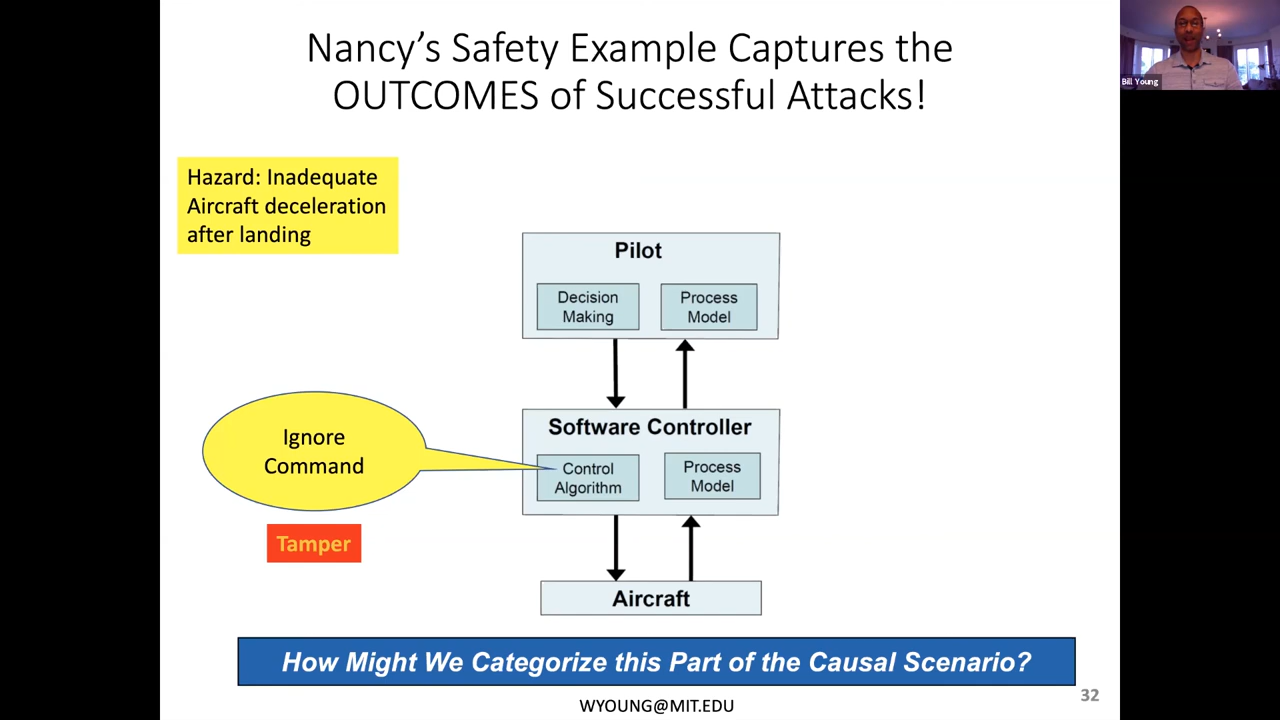 Nancy's Safety Example Captures the
OUTCOMES of Successful Attacks!
Bill Young
Hazard: Inadequate
Aircraft deceleration
after landing
Pilot
Decision
Making
Process
Model
Ignore
Command
Software Controller
Control
Algorithm
Process
Model
Tamper
Aircraft
How Might We Categorize this Part of the Causal Scenario?
WYOUNG@MIT.EDU
32